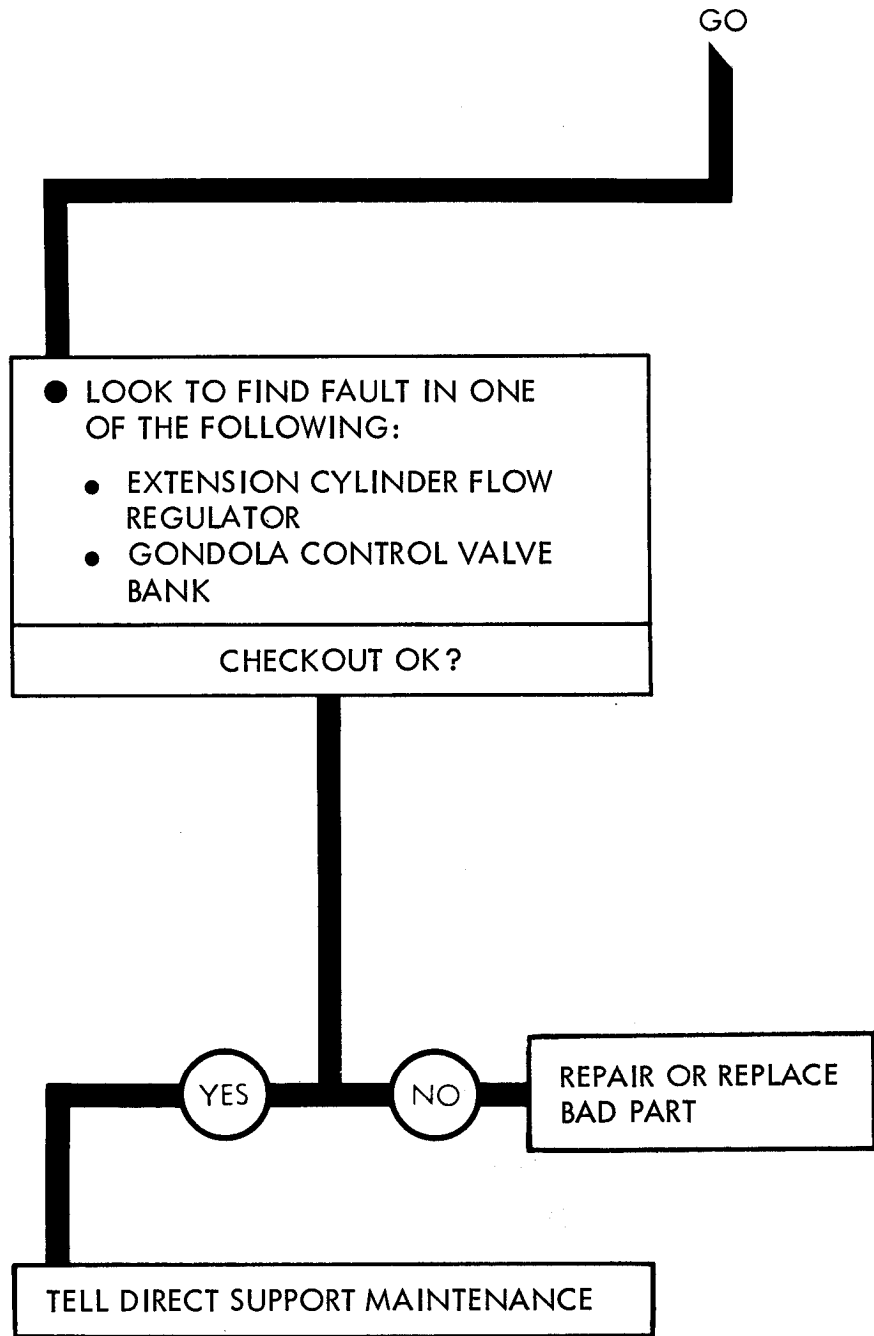 GO
● LOOK TO FIND FAULT IN ONE
OF THE FOLLOWING:
● EXTENSION CYLINDER FLOW
REGULATOR
● GONDOLA CONTROL VALVE
BANK
CHECKOUT OK?
YES
NO
REPAIR OR REPLACE
BAD PART
TELL DIRECT SUPPORT MAINTENANCE